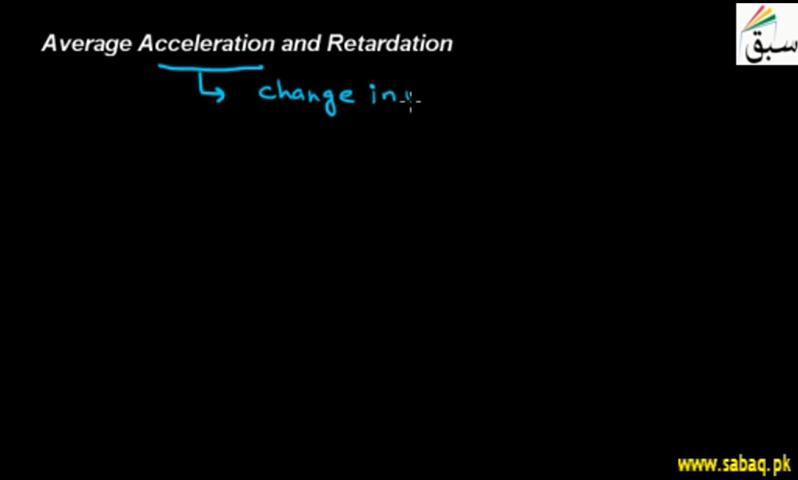 Average Acceleration and Retardation
سبق
change in
www.sabaq.pk